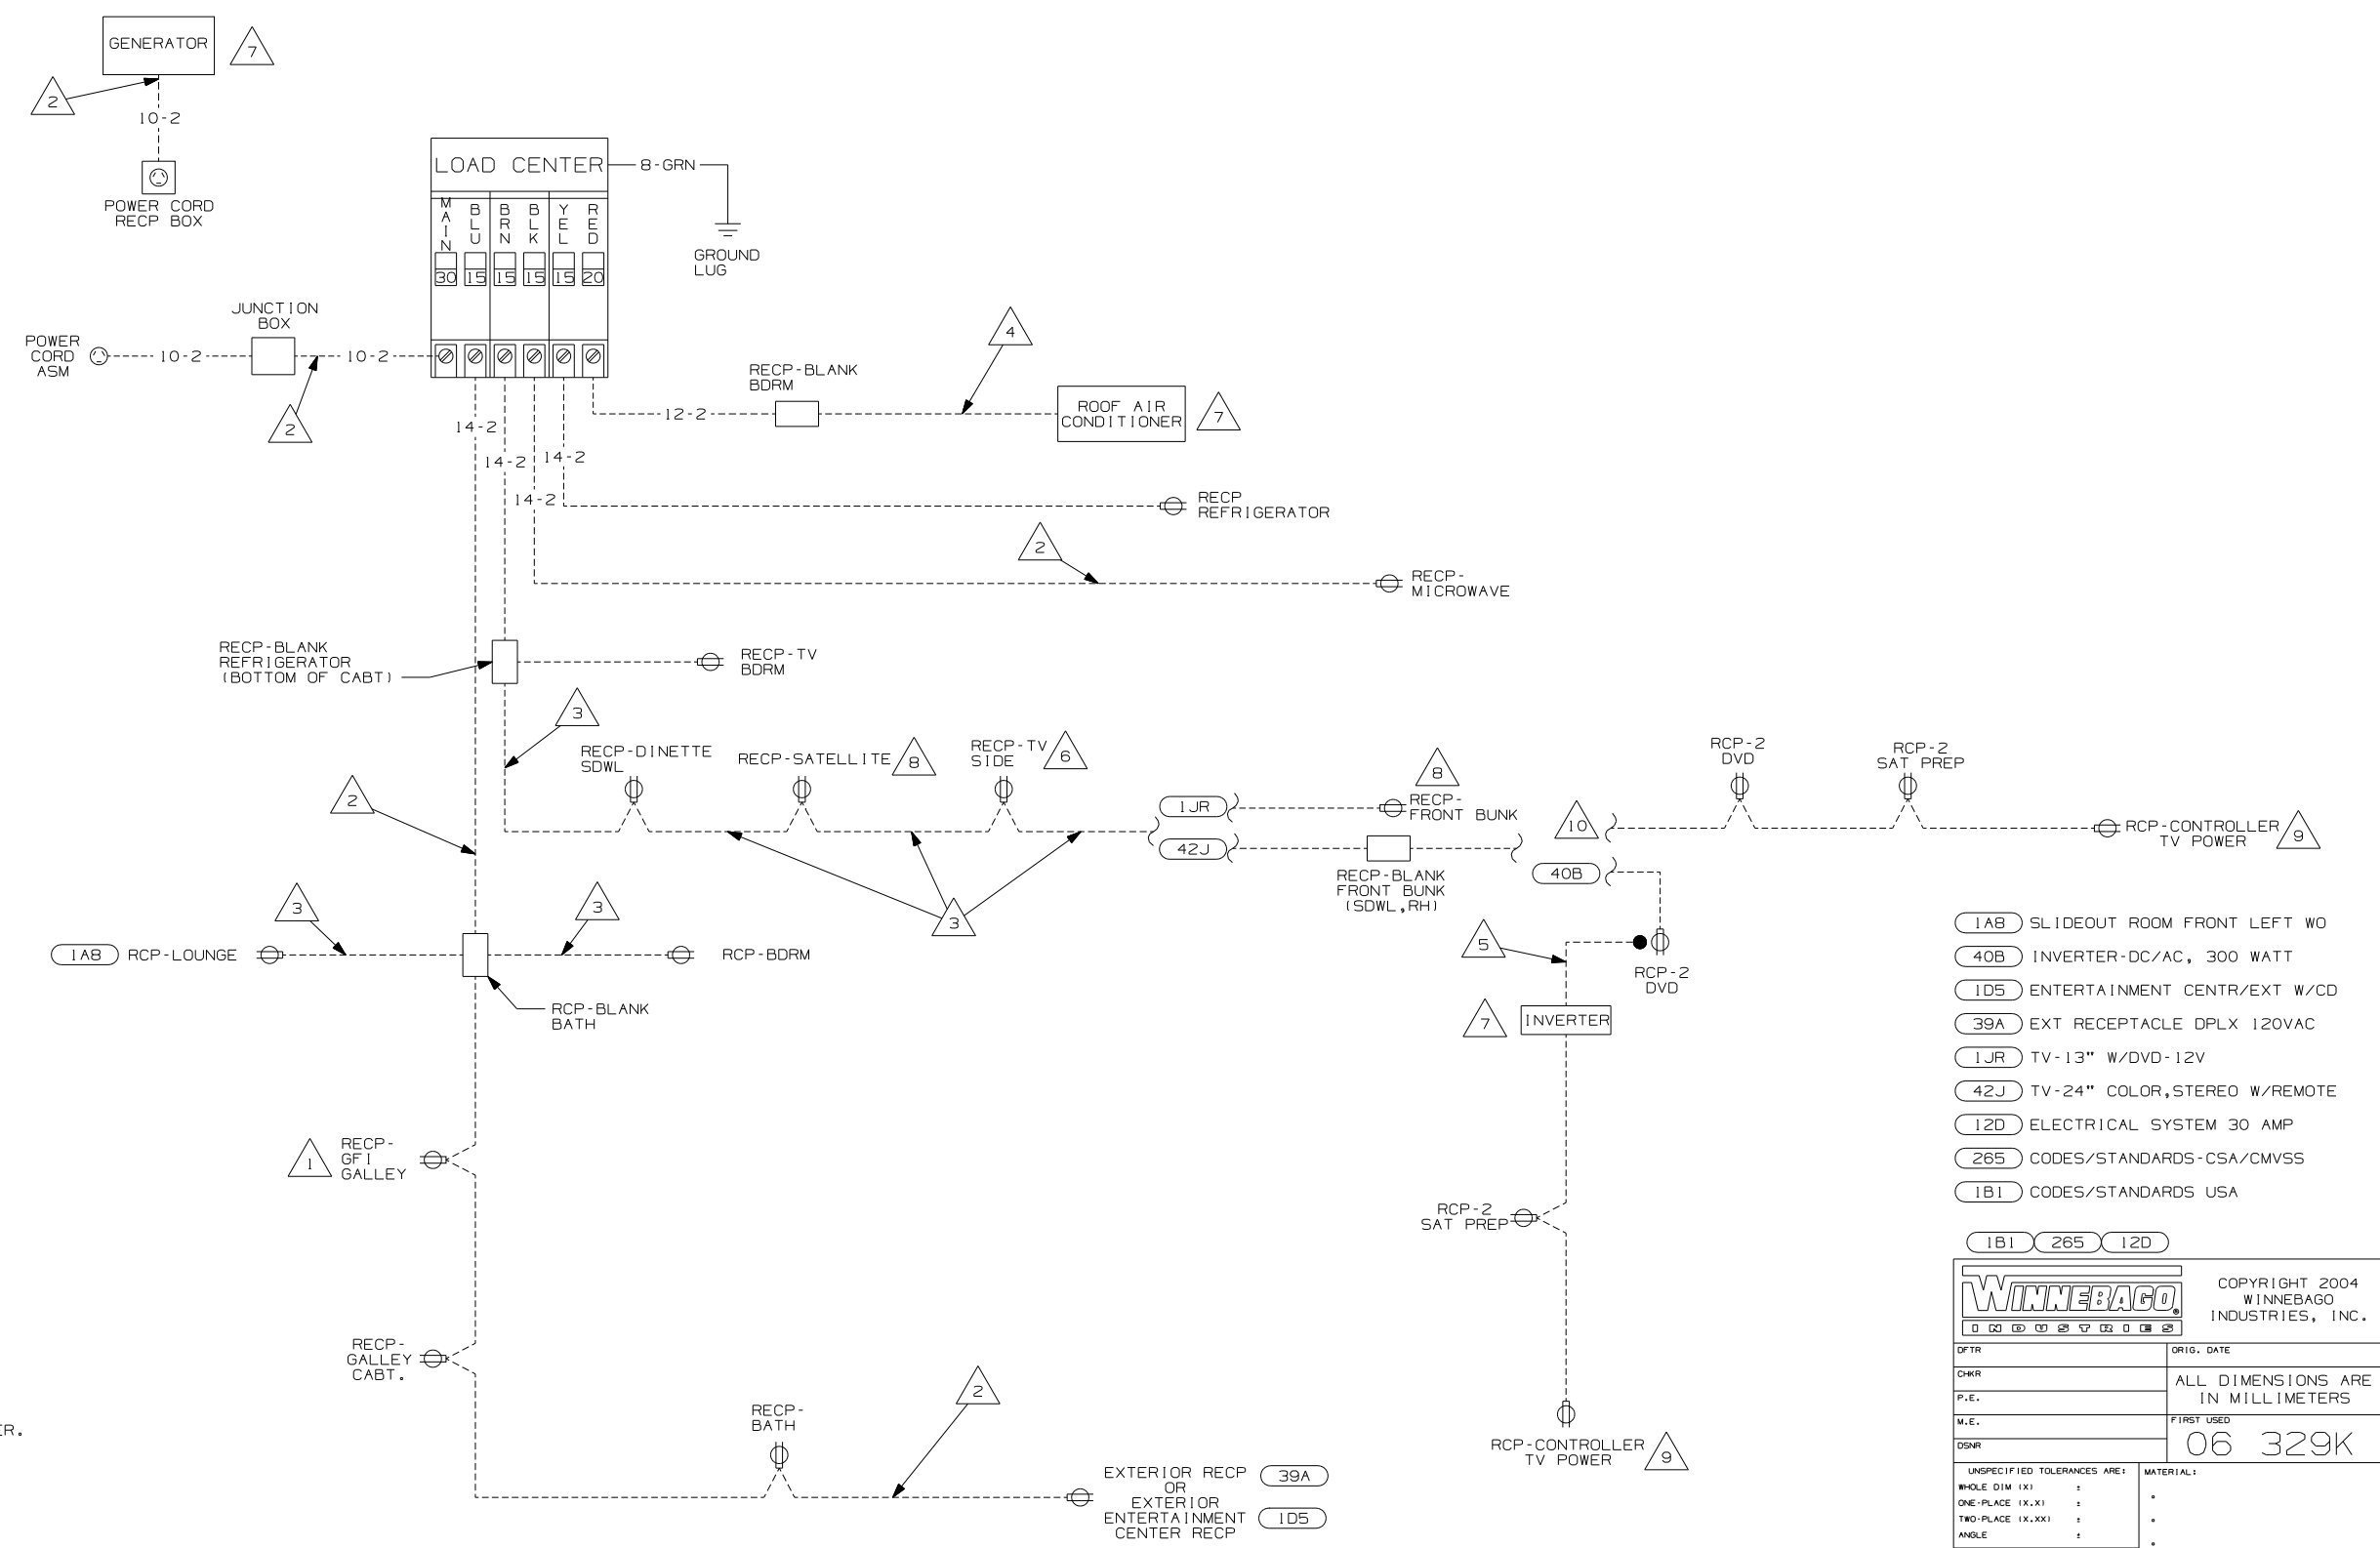 GENERATOR
7
2
10-2
POWER CORD
RECP BOX
LOAD CENTER
8-GRN
MAIN
BLU
BRN
BLK
YEL
RED
30
15
15
15
15
20
GROUND
LUG
JUNCTION
BOX
POWER
CORD
ASM
10-2
10-2
2
4
RECP-BLANK
BDRM
12-2
ROOF AIR
CONDITIONER
7
14-2
14-2
14-2
14-2
RECP
REFRIGERATOR
2
RECP-
MICROWAVE
RECP-BLANK
REFRIGERATOR
(BOTTOM OF CABT)
RECP-TV
BDRM
3
RECP-DINETTE
SDWL
RECP-SATELLITE
8
RECP-TV
SIDE
6
3
1JR
8
RECP-
FRONT BUNK
42J
RECP-BLANK
FRONT BUNK
(SDWL,RH)
10
RCP-2
DVD
RCP-2
SAT PREP
RCP-CONTROLLER
TV POWER
9
40B
2
3
3
1A8
RCP-LOUNGE
RCP-BDRM
RCP-BLANK
BATH
5
RCP-2
DVD
7
INVERTER
1
RECP-
GFI
GALLEY
RCP-2
SAT PREP
RECP-
GALLEY
CABT.
RECP-
BATH
2
EXTERIOR RECP
39A
OR
EXTERIOR
ENTERTAINMENT
CENTER RECP
1D5
RCP-CONTROLLER
TV POWER
9
ER.
1A8 SLIDEOUT ROOM FRONT LEFT WO
40B INVERTER-DC/AC, 300 WATT
1D5 ENTERTAINMENT CENTR/EXT W/CD
39A EXT RECEPTACLE DPLX 120VAC
1JR TV-13" W/DVD-12V
42J TV-24" COLOR,STEREO W/REMOTE
12D ELECTRICAL SYSTEM 30 AMP
265 CODES/STANDARDS-CSA/CMVSS
1B1 CODES/STANDARDS USA
1B1 265 12D
WINNEBAGO®
INDUSTRIES
COPYRIGHT 2004
WINNEBAGO
INDUSTRIES, INC.
DFTR
ORIG. DATE
CHKR
ALL DIMENSIONS ARE
IN MILLIMETERS
P.E.
M.E.
FIRST USED
06 329K
DSNR
UNSPECIFIED TOLERANCES ARE:
MATERIAL:
WHOLE DIM (X) ±
ONE-PLACE (X.X) ±
TWO-PLACE (X.XX) ±
ANGLE ±